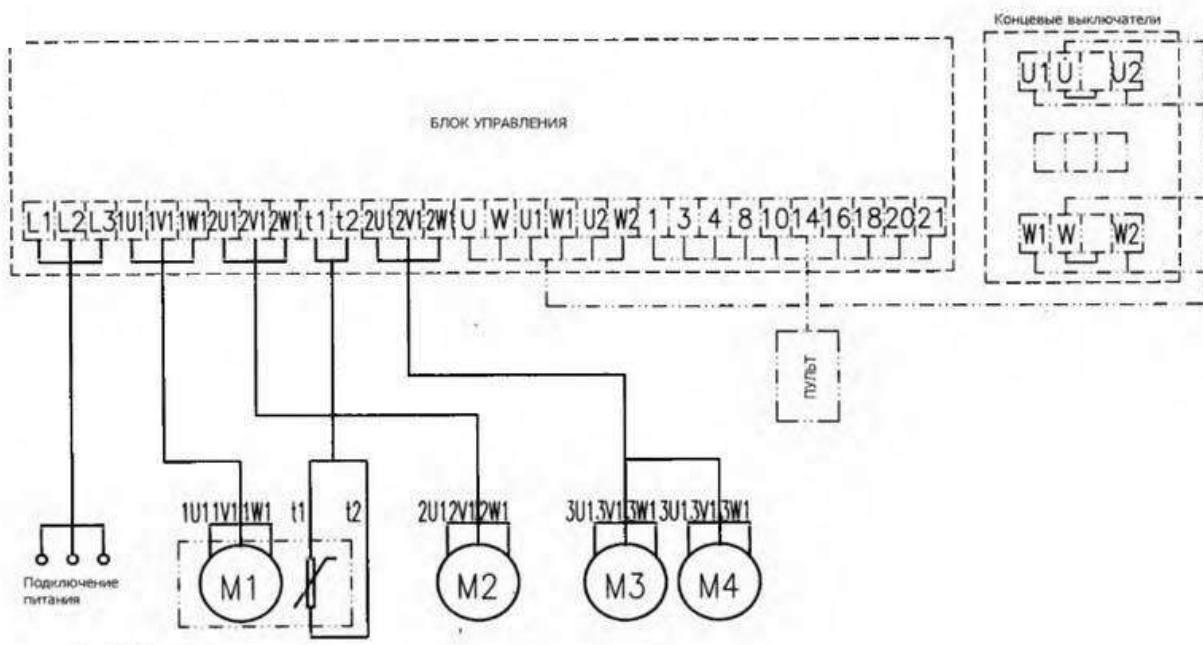 Концевые выключатели
U1 U U2
БЛОК УПРАВЛЕНИЯ
L1 L2 L3 1U1 1V1 1W1 2U1 2V1 2W1 t1 t2 2U1 2V1 2W1 U W U1 W1 U2 W2 1 3 4 8 10 14 16 18 20 21
W1 W W2
ПУЛЬТ
1U1 1V1 1W1 t1 t2 2U1 2V1 2W1 3U1 3V1 3W1 3U1 3V1 3W1
M1 M2 M3 M4
Подключение
питания